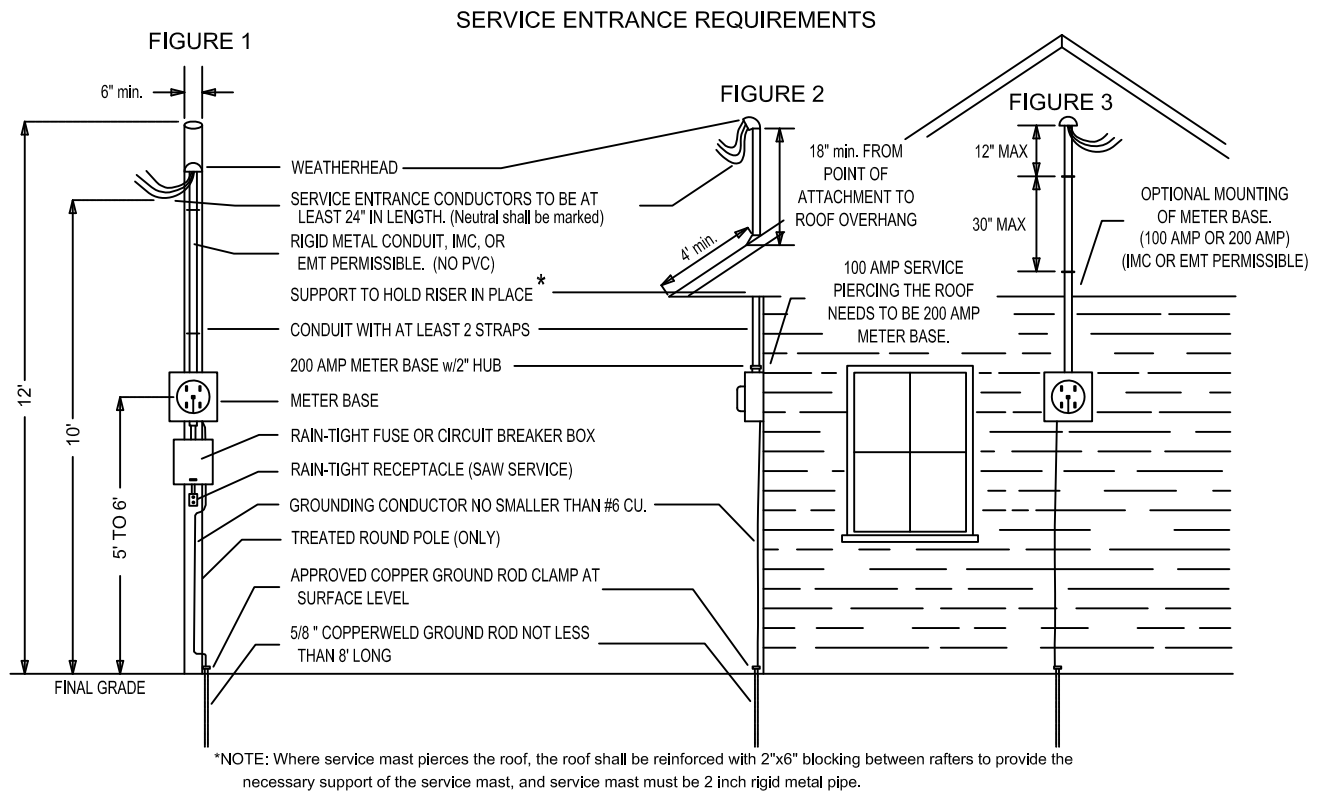 SERVICE ENTRANCE REQUIREMENTS
FIGURE 1
6" min.
12'
10'
5' TO 6'
FINAL GRADE
WEATHERHEAD
SERVICE ENTRANCE CONDUCTORS TO BE AT
LEAST 24" IN LENGTH. (Neutral shall be marked)
RIGID METAL CONDUIT, IMC, OR
EMT PERMISSIBLE. (NO PVC)
SUPPORT TO HOLD RISER IN PLACE *
CONDUIT WITH AT LEAST 2 STRAPS
200 AMP METER BASE w/2" HUB
METER BASE
RAIN-TIGHT FUSE OR CIRCUIT BREAKER BOX
RAIN-TIGHT RECEPTACLE (SAW SERVICE)
GROUNDING CONDUCTOR NO SMALLER THAN #6 CU.
TREATED ROUND POLE (ONLY)
APPROVED COPPER GROUND ROD CLAMP AT
SURFACE LEVEL
5/8 " COPPERWELD GROUND ROD NOT LESS
THAN 8' LONG
FIGURE 2
18" min. FROM
POINT OF
ATTACHMENT TO
ROOF OVERHANG
4' min.
100 AMP SERVICE
PIERCING THE ROOF
NEEDS TO BE 200 AMP
METER BASE.
FIGURE 3
12" MAX
30" MAX
OPTIONAL MOUNTING
OF METER BASE.
(100 AMP OR 200 AMP)
(IMC OR EMT PERMISSIBLE)
*NOTE: Where service mast pierces the roof, the roof shall be reinforced with 2"x6" blocking between rafters to provide the
necessary support of the service mast, and service mast must be 2 inch rigid metal pipe.